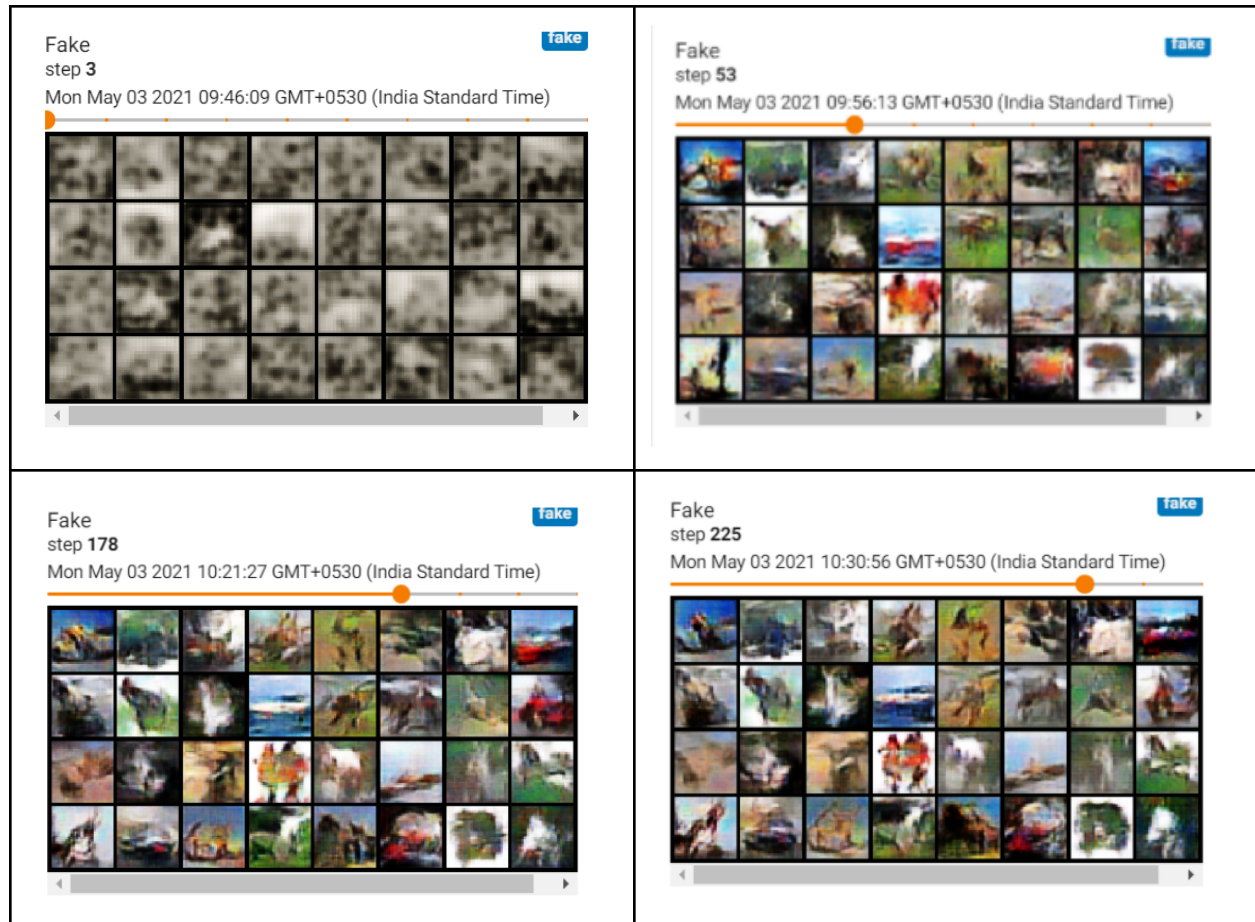 Fake
fake
step 3
Mon May 03 2021 09:46:09 GMT+0530 (India Standard Time)
Fake
fake
step 53
Mon May 03 2021 09:56:13 GMT+0530 (India Standard Time)
Fake
fake
step 178
Mon May 03 2021 10:21:27 GMT+0530 (India Standard Time)
Fake
fake
step 225
Mon May 03 2021 10:30:56 GMT+0530 (India Standard Time)